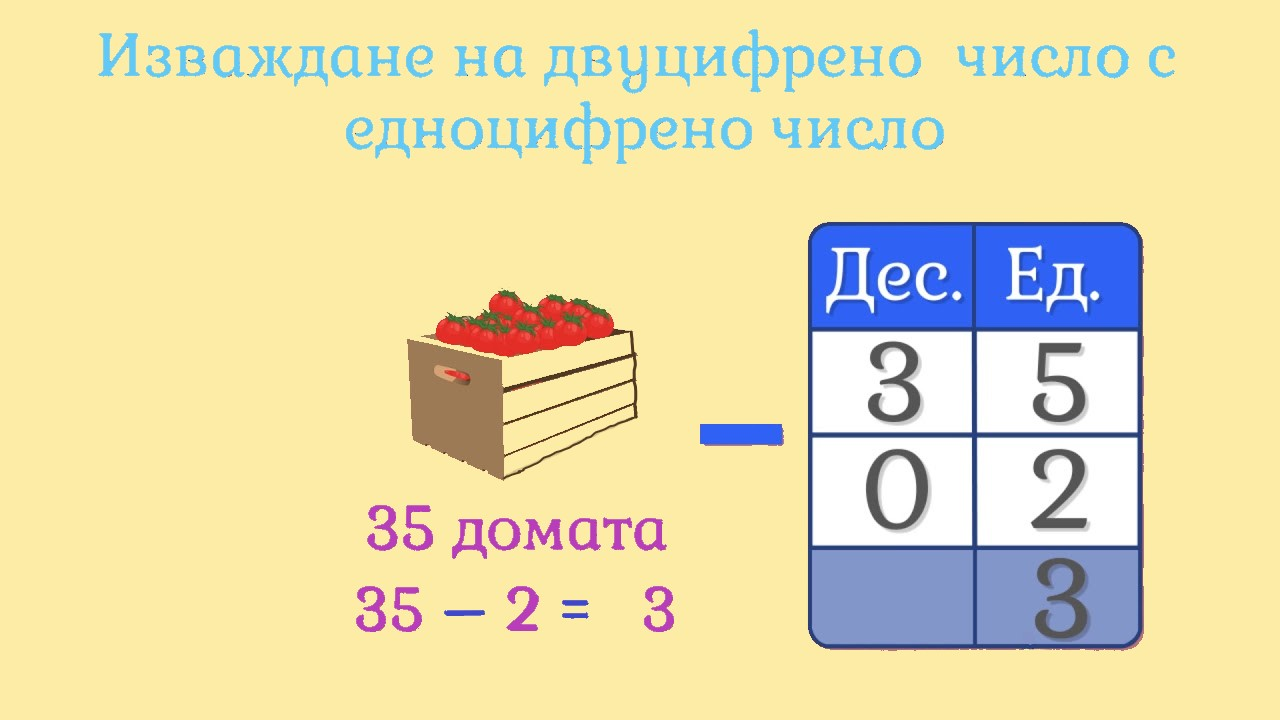 Изваждане на двуцифрено число с
едноцифрено число
Дес. Ед.
3 5
0 2
3
35 домата
35 – 2 = 3